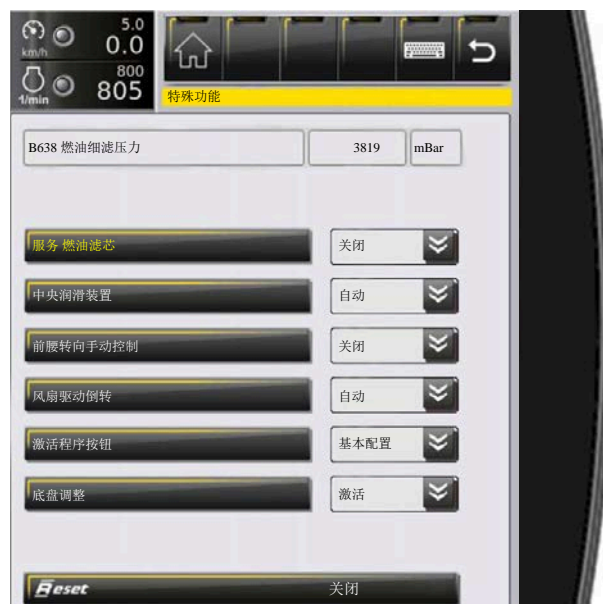 5.0
km/h 0.0
800
1/min 805
特殊功能
B638 燃油细滤压力 3819 mBar
服务 燃油滤芯 关闭
中央润滑装置 自动
前腰转向手动控制 关闭
风扇驱动倒转 自动
激活程序按钮 基本配置
底盘调整 激活
Reset 关闭